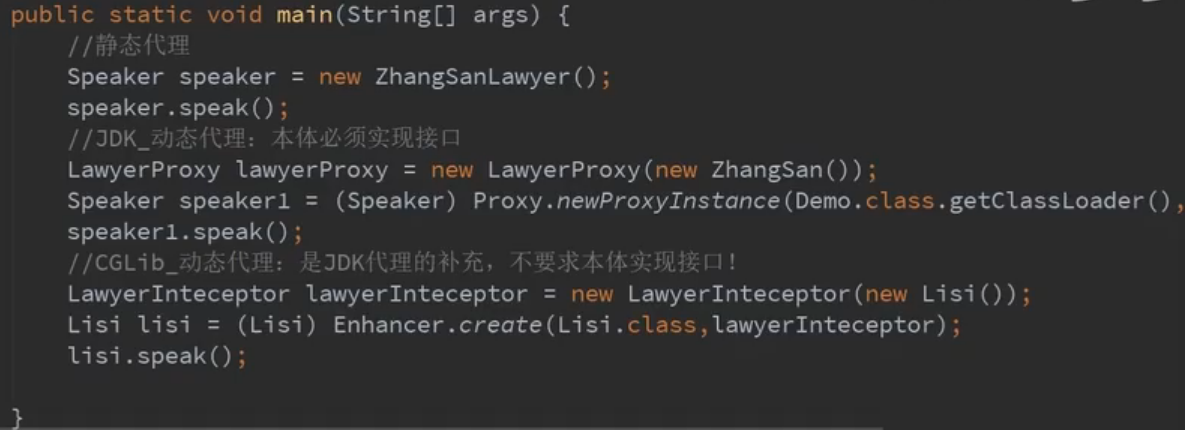 public static void main(String[] args) {
//静态代理
Speaker speaker = new ZhangSanLawyer();
speaker.speak();
//JDK_动态代理：本体必须实现接口
LawyerProxy lawyerProxy = new LawyerProxy(new ZhangSan());
Speaker speaker1 = (Speaker) Proxy.newProxyInstance(Demo.class.getClassLoader(),
speaker1.speak();
//CGLib_动态代理：是JDK代理的补充，不要求本体实现接口！
LawyerInteceptor lawyerInteceptor = new LawyerInteceptor(new Lisi());
Lisi lisi = (Lisi) Enhancer.create(Lisi.class,lawyerInteceptor);
lisi.speak();
}